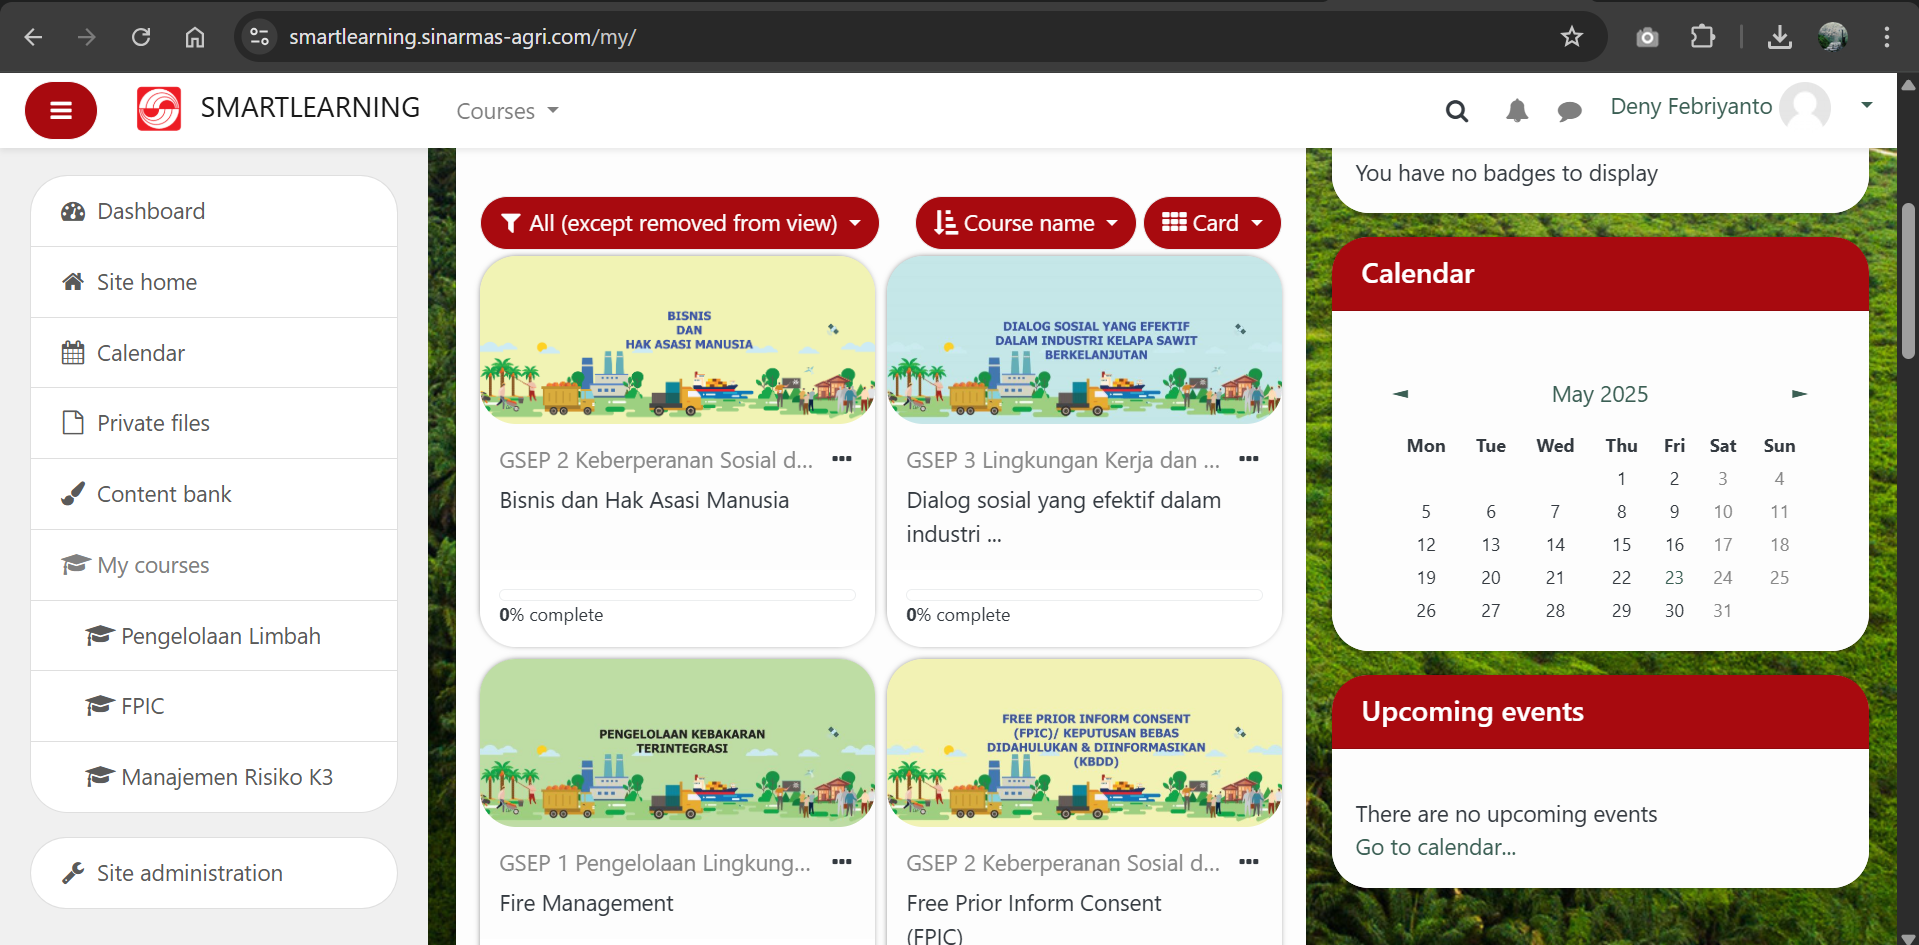 smartlearning.sinarmas-agri.com/my/
SMARTLEARNING
Courses
Deny Febriyanto
Dashboard
Site home
Calendar
Private files
Content bank
My courses
Pengelolaan Limbah
FPIC
Manajemen Risiko K3
Site administration
All (except removed from view)
Course name
Card
BISNIS
DAN
HAK ASASI MANUSIA
GSEP 2 Keberperanan Sosial d...
Bisnis dan Hak Asasi Manusia
0% complete
DIALOG SOSIAL YANG EFEKTIF
DALAM INDUSTRI KELAPA SAWIT
BERKELANJUTAN
GSEP 3 Lingkungan Kerja dan ...
Dialog sosial yang efektif dalam
industri ...
0% complete
PENGELOLAAN KEBAKARAN
TERINTEGRASI
GSEP 1 Pengelolaan Lingkung...
Fire Management
FREE PRIOR INFORM CONSENT
(FPIC)/ KEPUTUSAN BEBAS
DIDAHULUKAN & DIINFORMASIKAN
(KBDD)
GSEP 2 Keberperanan Sosial d...
Free Prior Inform Consent
(FPIC)
You have no badges to display
Calendar
◄ May 2025 ►
Mon Tue Wed Thu Fri Sat Sun
1 2 3 4
5 6 7 8 9 10 11
12 13 14 15 16 17 18
19 20 21 22 23 24 25
26 27 28 29 30 31
Upcoming events
There are no upcoming events
Go to calendar...